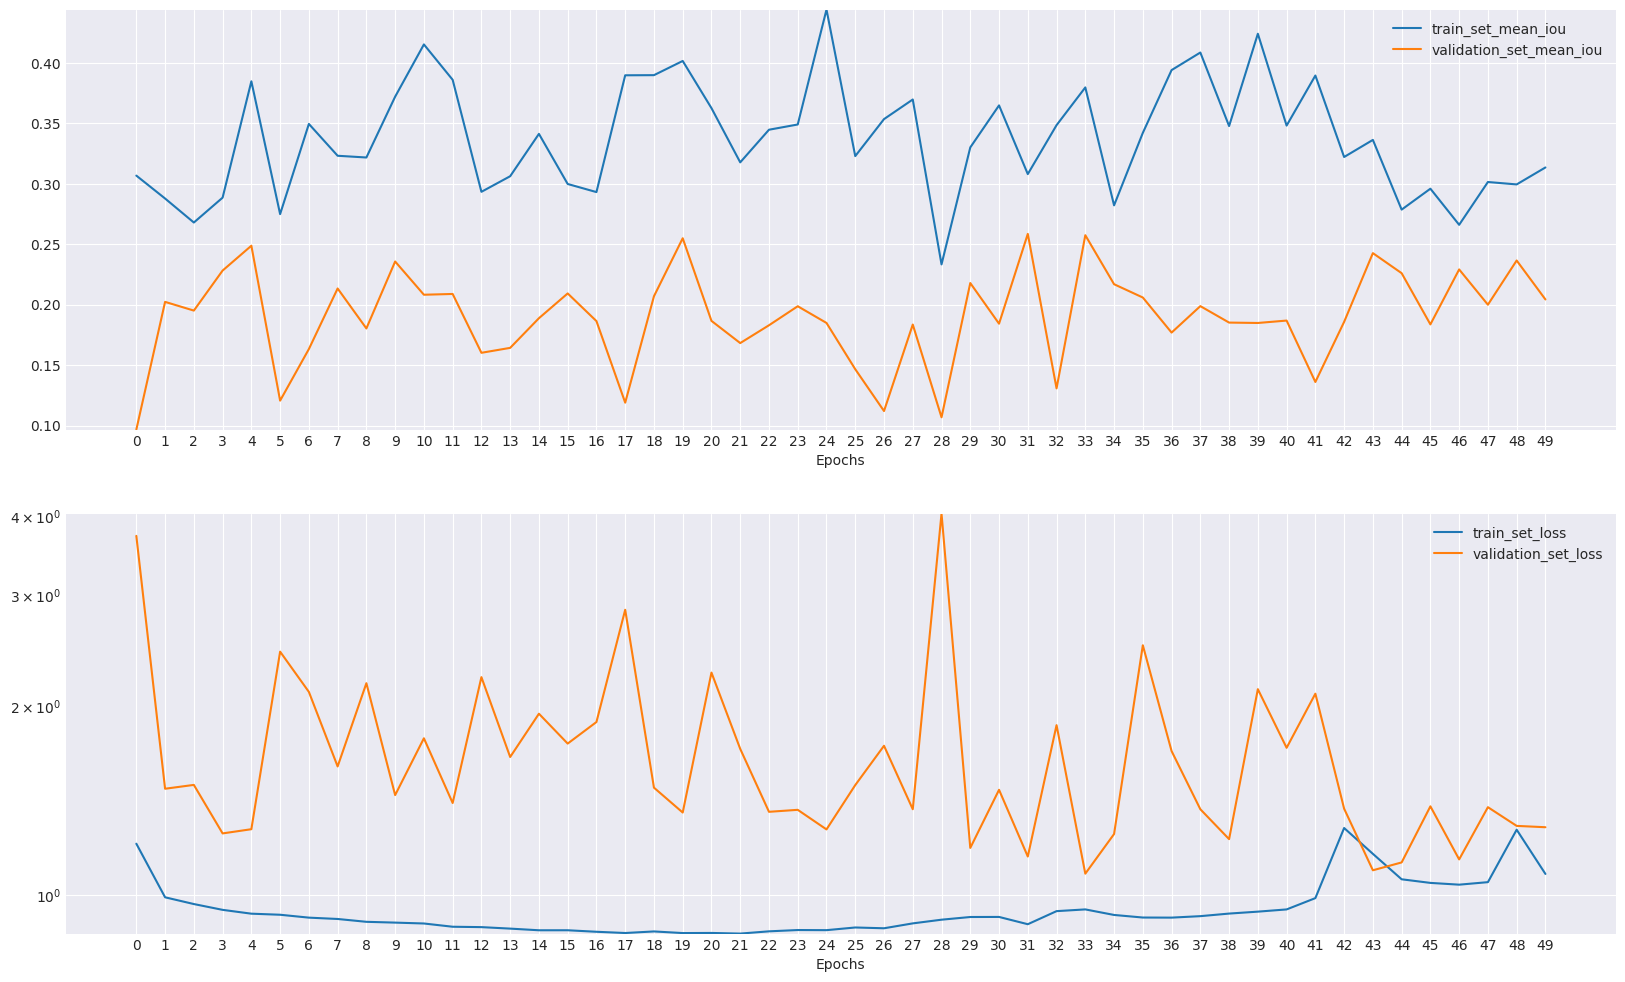 train_set_mean_iou
validation_set_mean_iou
0.40
0.35
0.30
0.25
0.20
0.15
0.10
0 1 2 3 4 5 6 7 8 9 10 11 12 13 14 15 16 17 18 19 20 21 22 23 24 25 26 27 28 29 30 31 32 33 34 35 36 37 38 39 40 41 42 43 44 45 46 47 48 49
Epochs
4 × 10⁰
train_set_loss
validation_set_loss
3 × 10⁰
2 × 10⁰
10⁰
0 1 2 3 4 5 6 7 8 9 10 11 12 13 14 15 16 17 18 19 20 21 22 23 24 25 26 27 28 29 30 31 32 33 34 35 36 37 38 39 40 41 42 43 44 45 46 47 48 49
Epochs